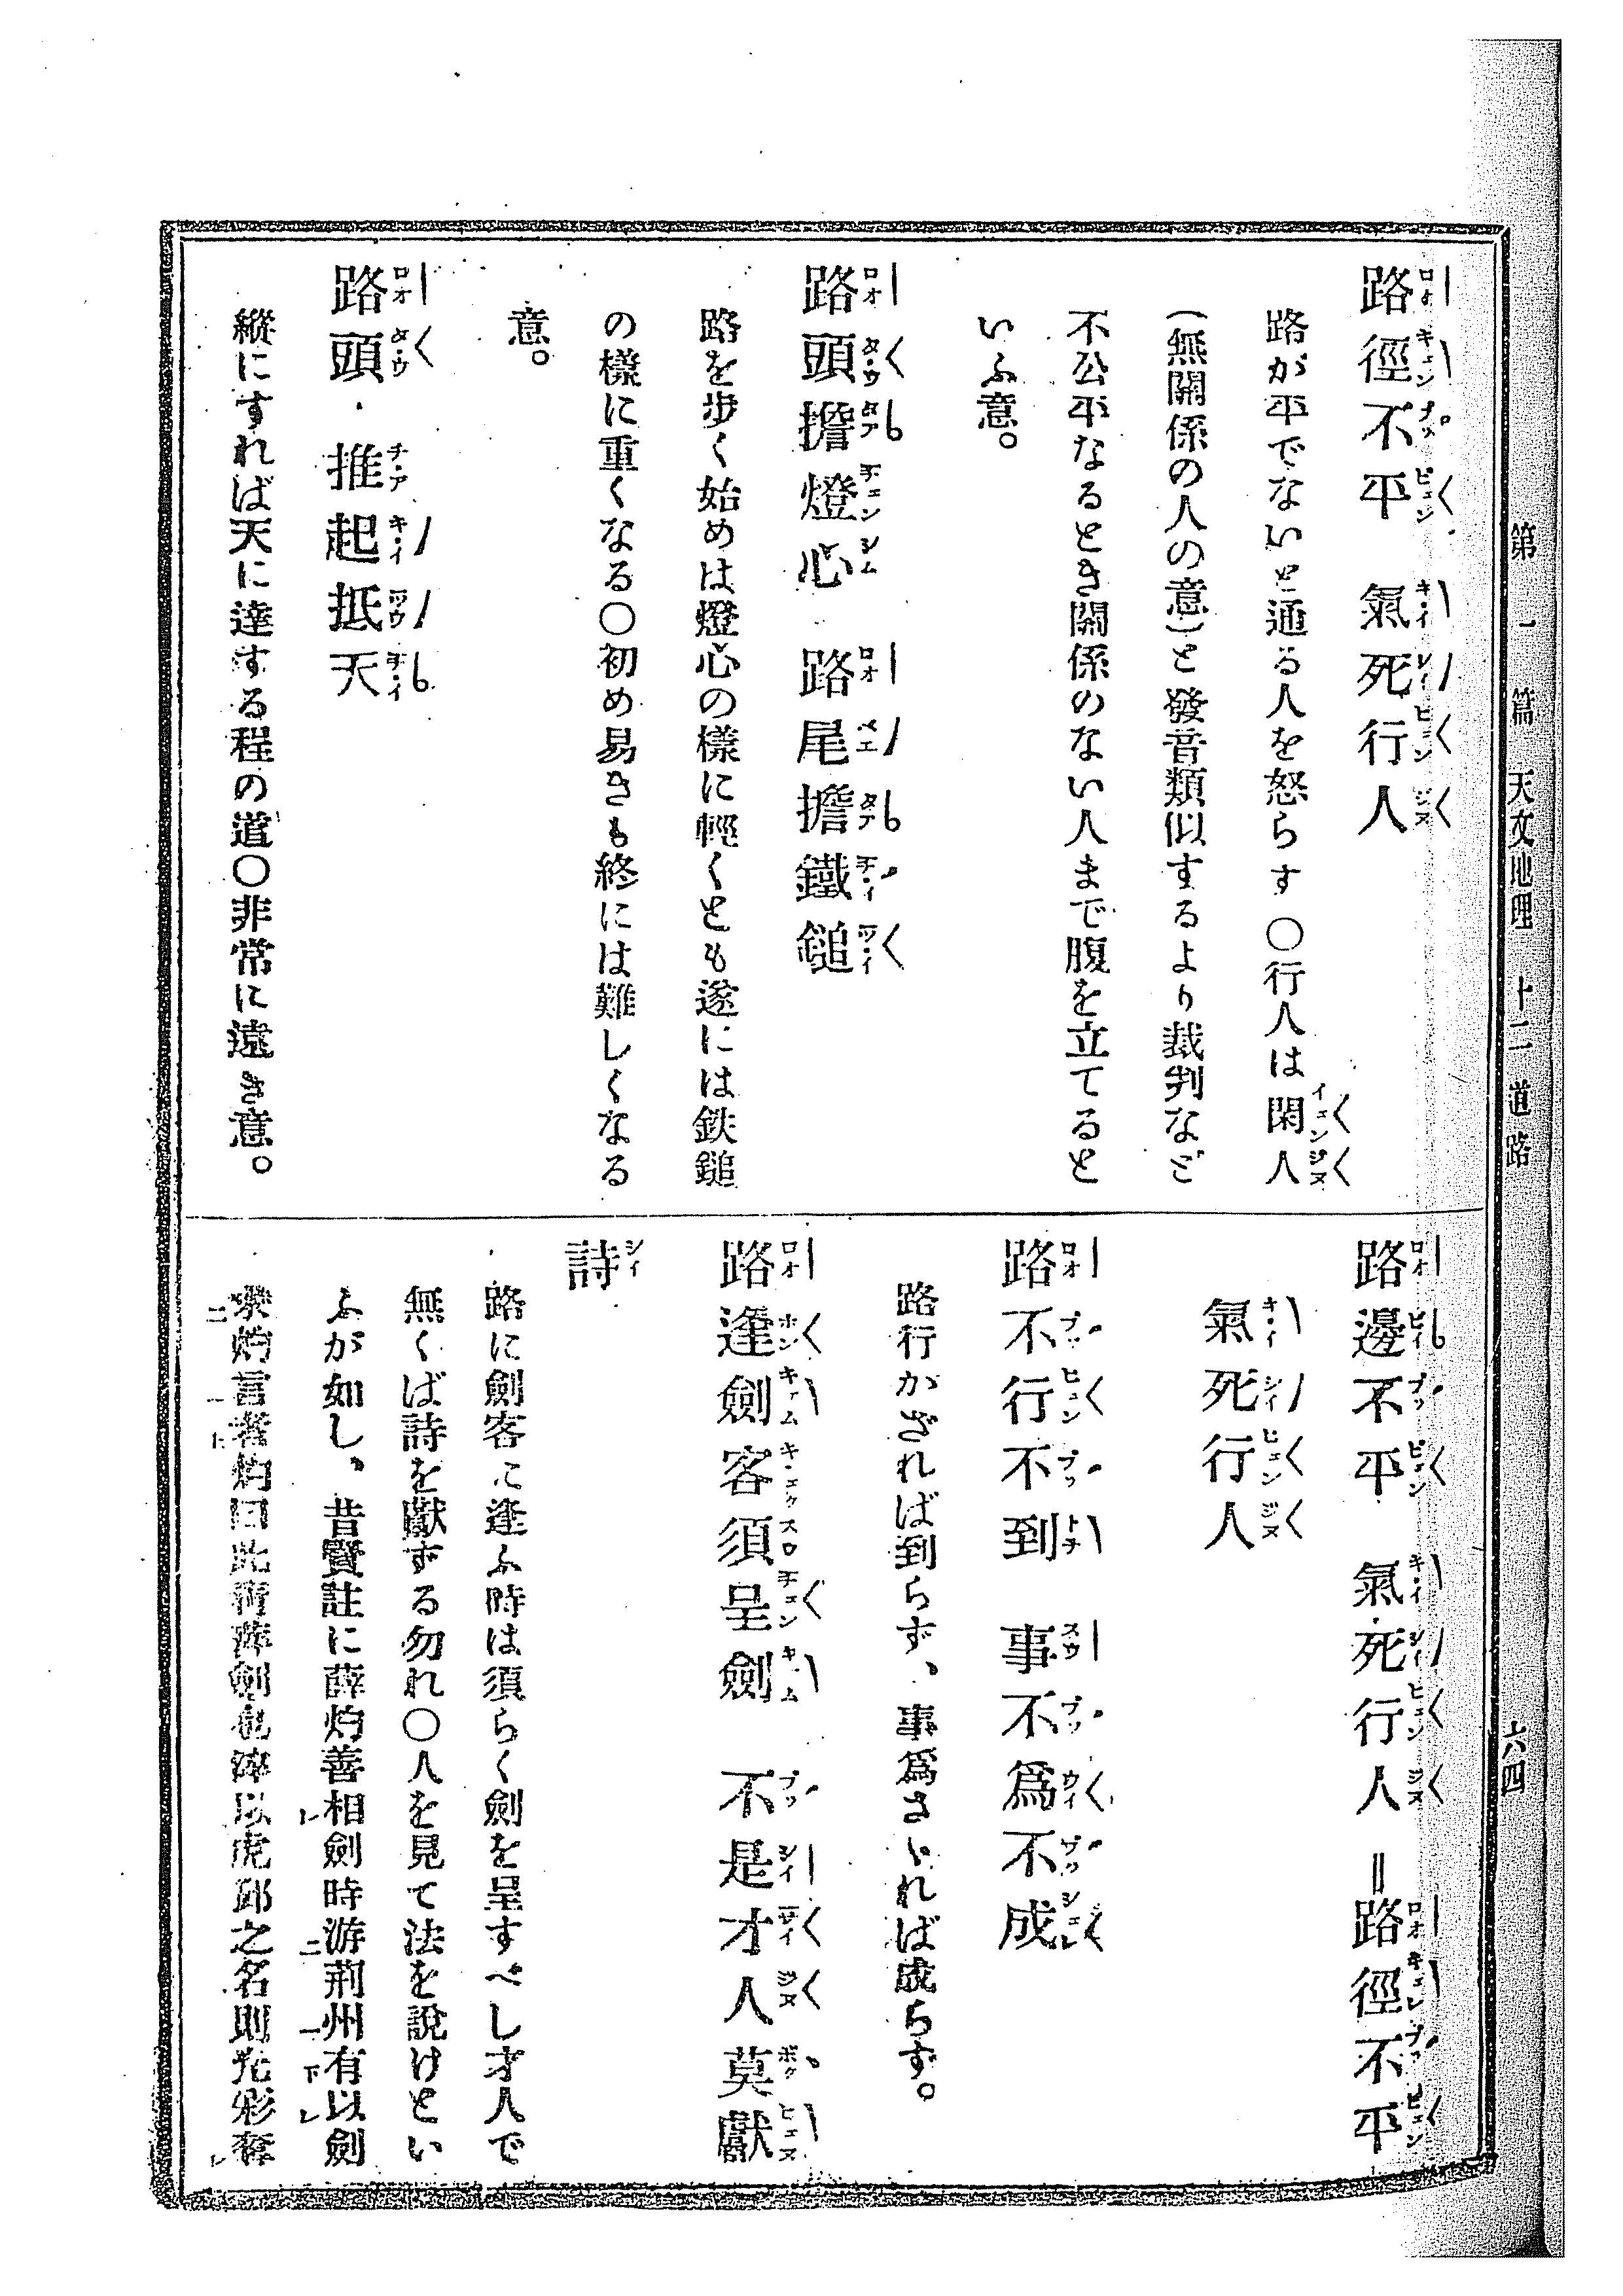 第一篇 天文地理 十二 道路
六四
路徑不平 氣死行人
路が平でないと通る人を怒らす〇行人は閑人
(無關係の人の意)と發音類似するより裁判など
不公平なるとき關係のない人まで腹を立てると
いふ意。
路頭擔燈心 路尾擔鐵鎚
路を歩く始めは燈心の樣に輕くとも遂には鉄鎚
の樣に重くなる〇初め易きも終には難しくなる
意。
路頭・推起抵天
縱にすれば天に達する程の道〇非常に遠き意。
路邊不平 氣死行人=路徑不平
氣死行人
路不行不到 事不爲不成
路行かざれば到らず、事爲さゝれば成らず。
路逢劍客須呈劍 不是才人莫獻
詩
路に劍客に逢ふ時は須らく劍を呈すべし才人で
無くば詩を獻ずる勿れ〇人を見て法を說けとい
ふが如し、昔賢註に薛灼善相劍時游荊州有以劍
灼言者灼曰此 劍也 以虎邱之名則光彩奪